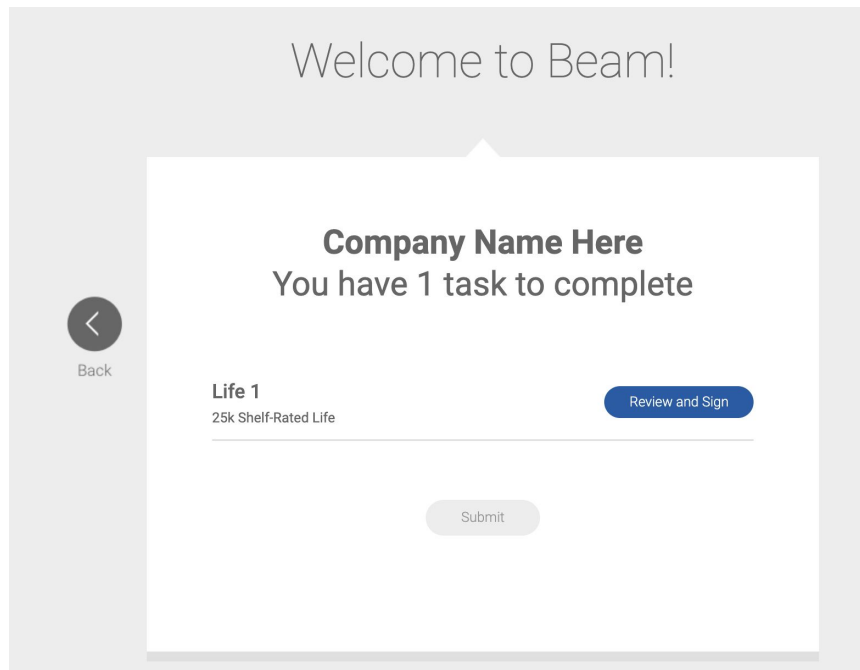 Welcome to Beam!
Company Name Here
You have 1 task to complete
Back
Life 1
Review and Sign
25k Shelf-Rated Life
Submit